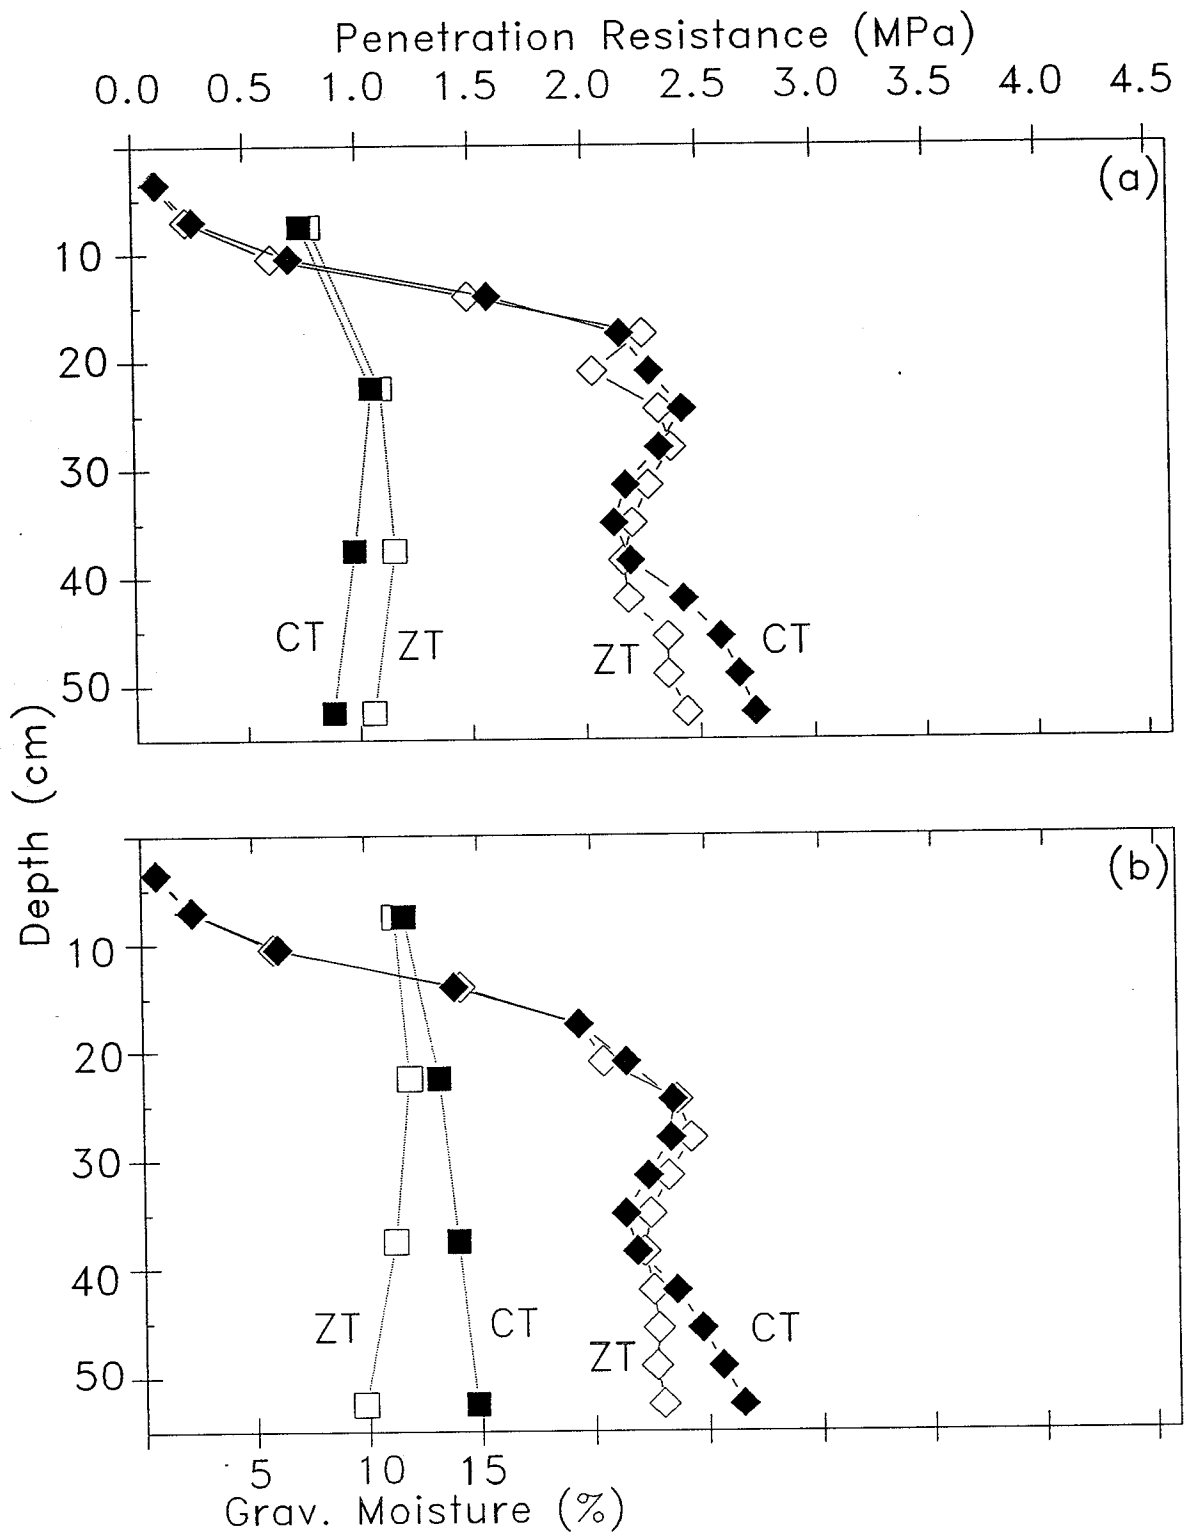 Penetration Resistance (MPa)
0.0 0.5 1.0 1.5 2.0 2.5 3.0 3.5 4.0 4.5
(a)
10
20
30
40
50
CT ZT ZT CT
Depth (cm)
(b)
10
20
30
40
50
ZT CT ZT CT
5 10 15
Grav. Moisture (%)